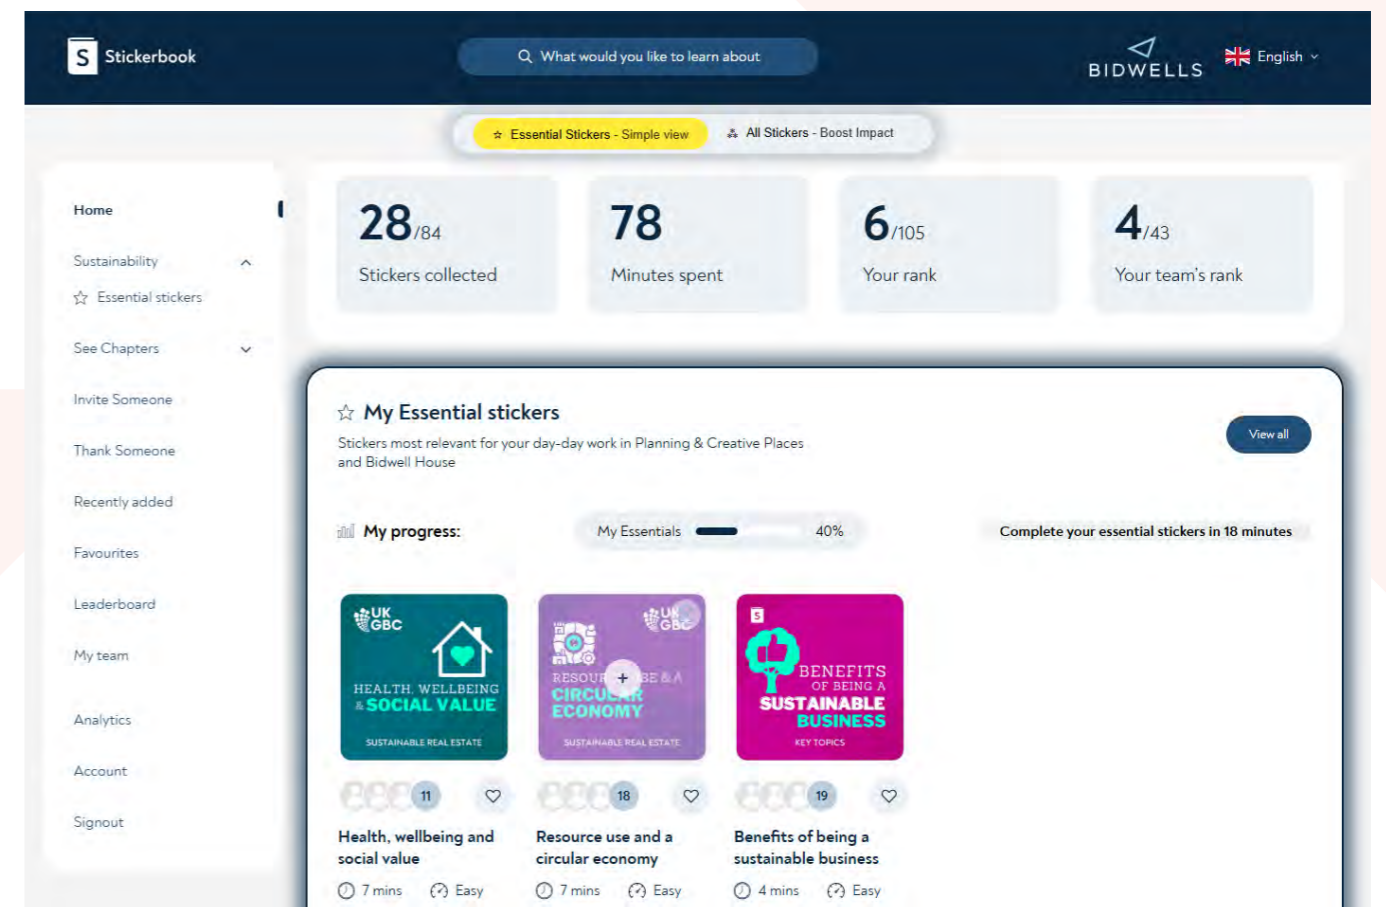 S Stickerbook
What would you like to learn about
BIDWELLS
English
Essential Stickers - Simple view
All Stickers - Boost Impact
Home
Sustainability
Essential stickers
See Chapters
Invite Someone
Thank Someone
Recently added
Favourites
Leaderboard
My team
Analytics
Account
Signout
28/84
Stickers collected
78
Minutes spent
6/105
Your rank
4/43
Your team's rank
My Essential stickers
Stickers most relevant for your day-day work in Planning & Creative Places
and Bidwell House
View all
My progress:
My Essentials
40%
Complete your essential stickers in 18 minutes
UK
GBC
HEALTH, WELLBEING
& SOCIAL VALUE
SUSTAINABLE REAL ESTATE
11
Health, wellbeing and
social value
7 mins
Easy
UK
GBC
+
& A
CIRCULAR
ECONOMY
SUSTAINABLE REAL ESTATE
18
Resource use and a
circular economy
7 mins
Easy
S
BENEFITS
OF BEING A
SUSTAINABLE
BUSINESS
KEY TOPICS
19
Benefits of being a
sustainable business
4 mins
Easy